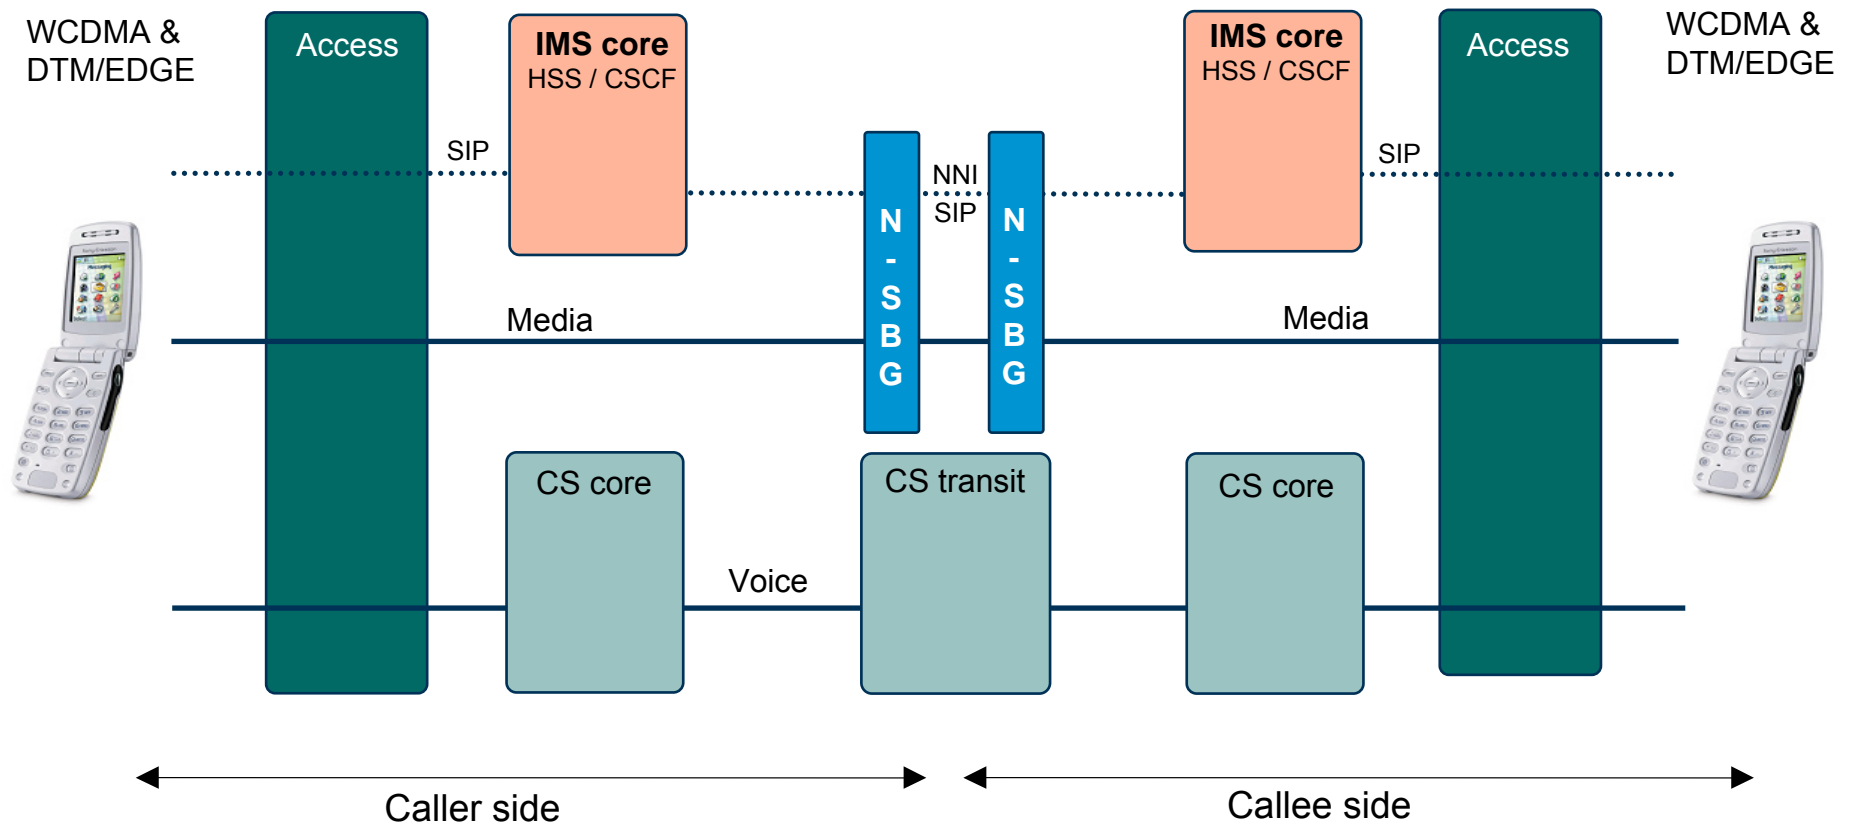 WCDMA &
DTM/EDGE
Access
IMS core
HSS / CSCF
IMS core
HSS / CSCF
Access
WCDMA &
DTM/EDGE
SIP
NNI
SIP
SIP
N
-
S
B
G
N
-
S
B
G
Media
Media
CS core
CS transit
CS core
Voice
Caller side
Callee side